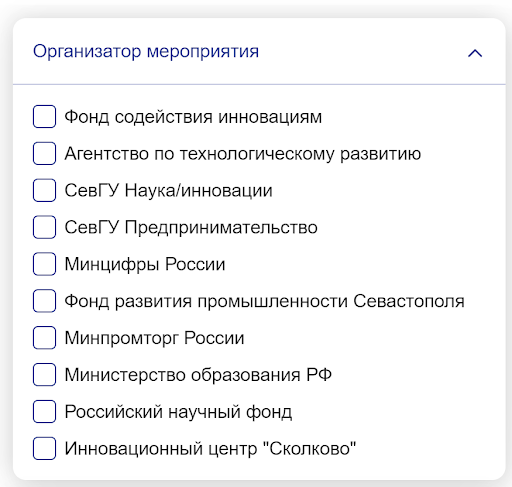 Организатор мероприятия
Фонд содействия инновациям
Агентство по технологическому развитию
СевГУ Наука/инновации
СевГУ Предпринимательство
Минцифры России
Фонд развития промышленности Севастополя
Минпромторг России
Министерство образования РФ
Российский научный фонд
Инновационный центр "Сколково"